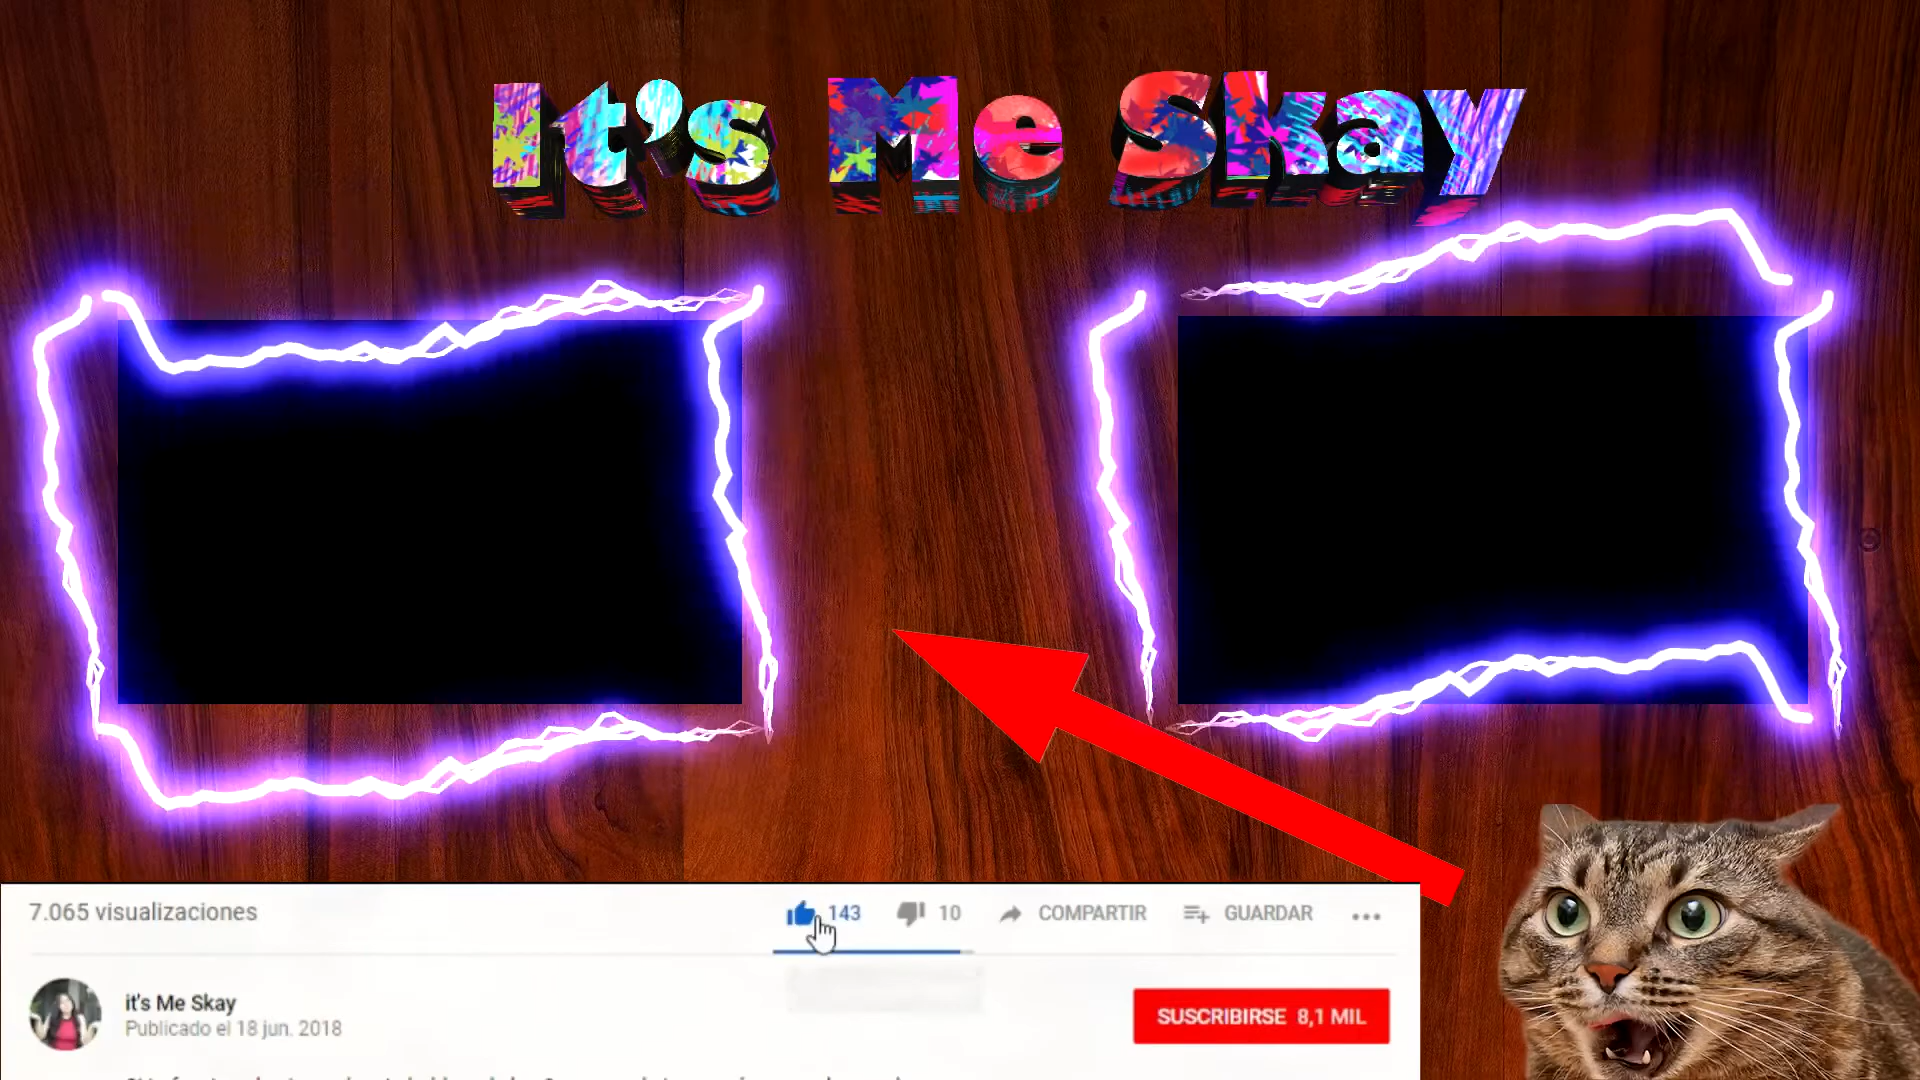 It's Me Skay
7.065 visualizaciones
143
10
COMPARTIR
GUARDAR
it's Me Skay
Publicado el 18 jun. 2018
SUSCRIBIRSE 8,1 MIL